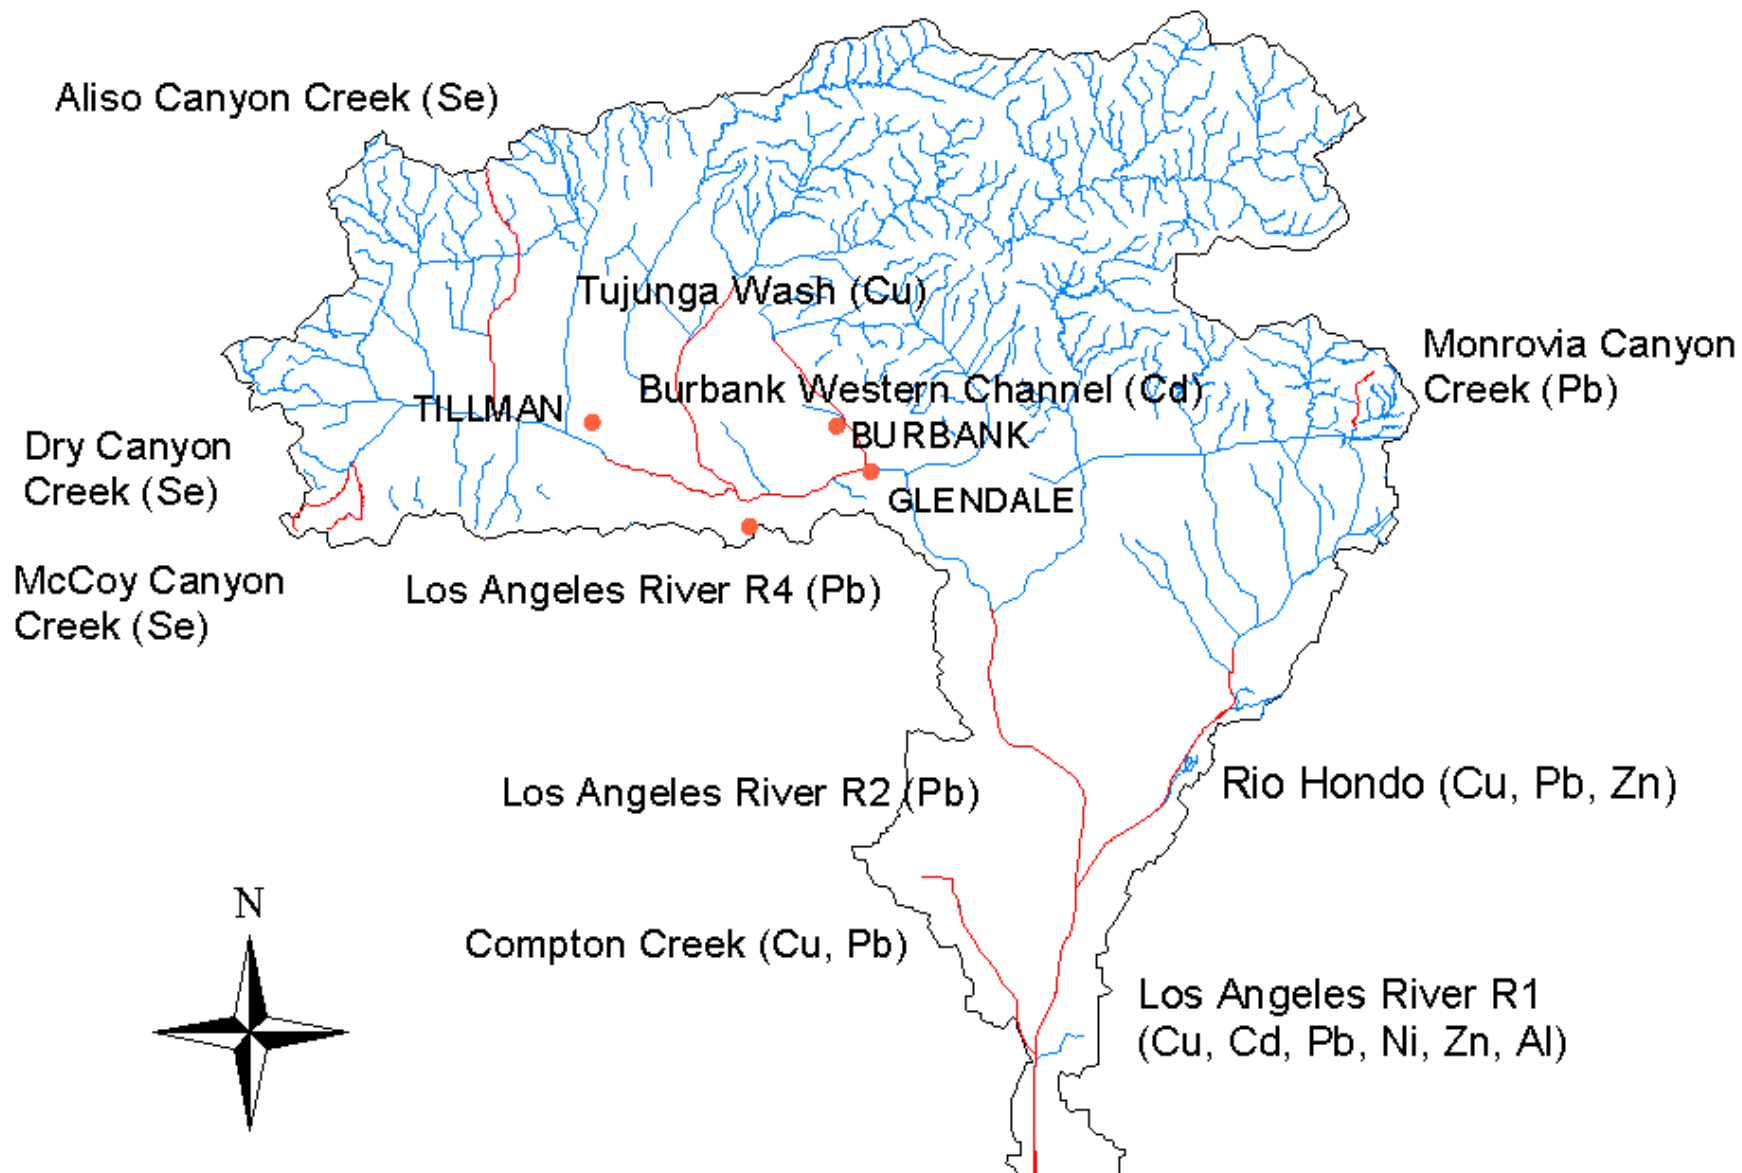 Aliso Canyon Creek (Se)
Tujunga Wash (Cu)
Monrovia Canyon
Creek (Pb)
Burbank Western Channel (Cd)
TILLMAN
BURBANK
Dry Canyon
Creek (Se)
GLENDALE
McCoy Canyon
Creek (Se)
Los Angeles River R4 (Pb)
Los Angeles River R2 (Pb)
Rio Hondo (Cu, Pb, Zn)
N
Compton Creek (Cu, Pb)
Los Angeles River R1
(Cu, Cd, Pb, Ni, Zn, Al)